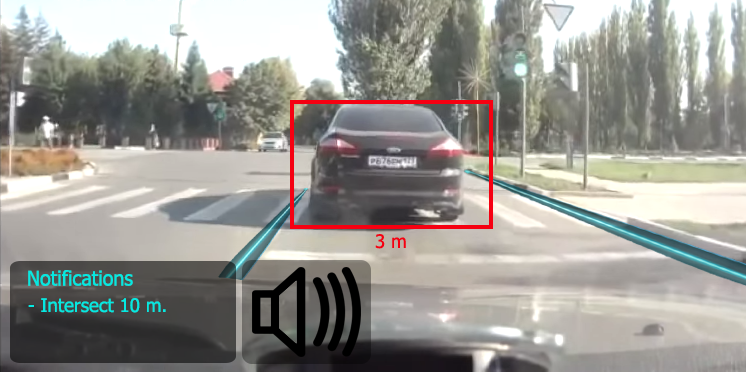 3 m
Notifications
- Intersect 10 m.